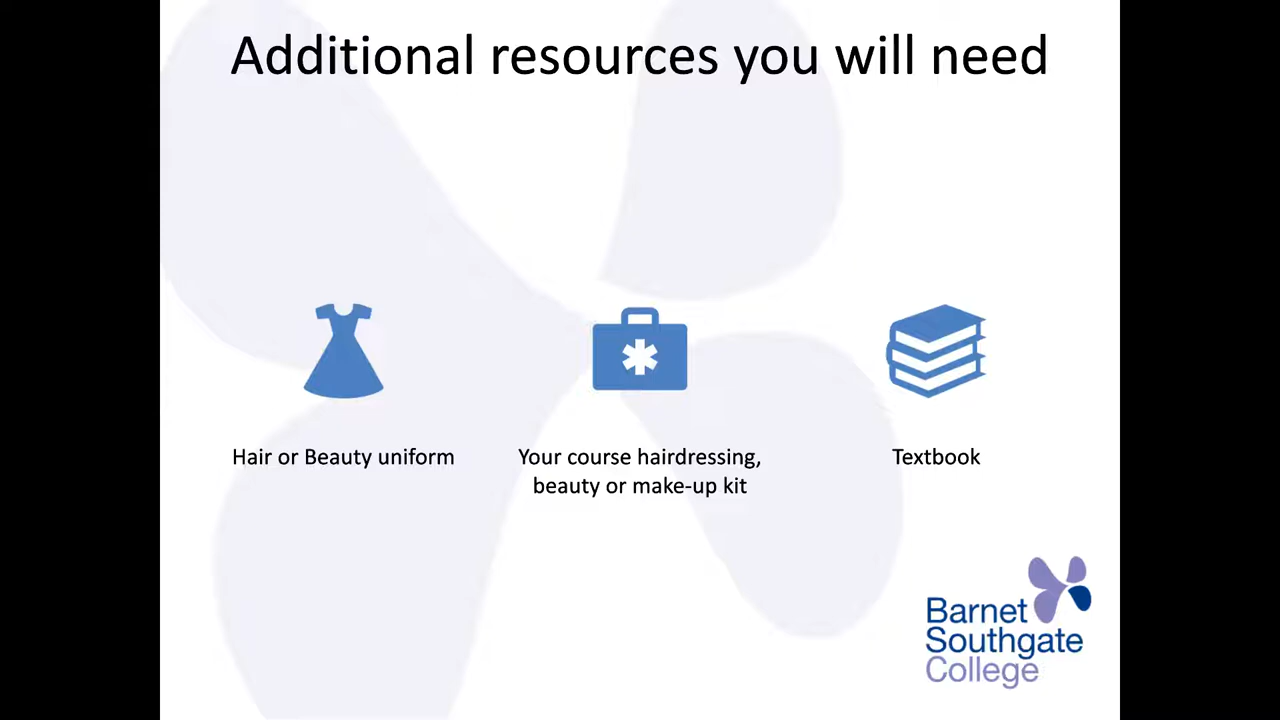 Additional resources you will need
Hair or Beauty uniform
Your course hairdressing,
beauty or make-up kit
Textbook
Barnet
Southgate
College